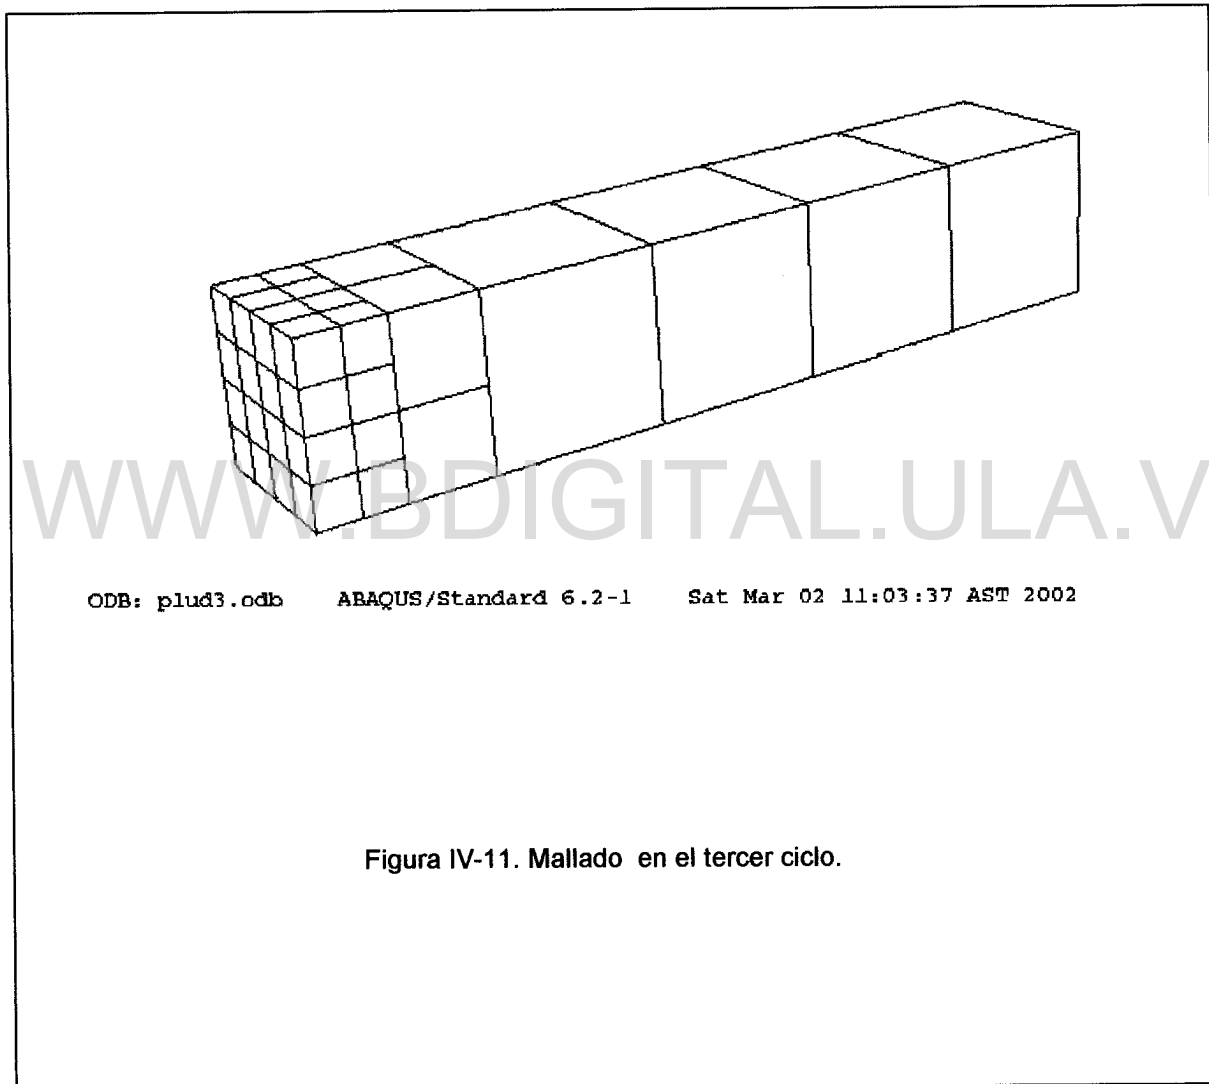 WWW.BDIGITAL.ULA.V
ODB: plud3.odb ABAQUS/Standard 6.2-1 Sat Mar 02 11:03:37 AST 2002
Figura IV-11. Mallado en el tercer ciclo.